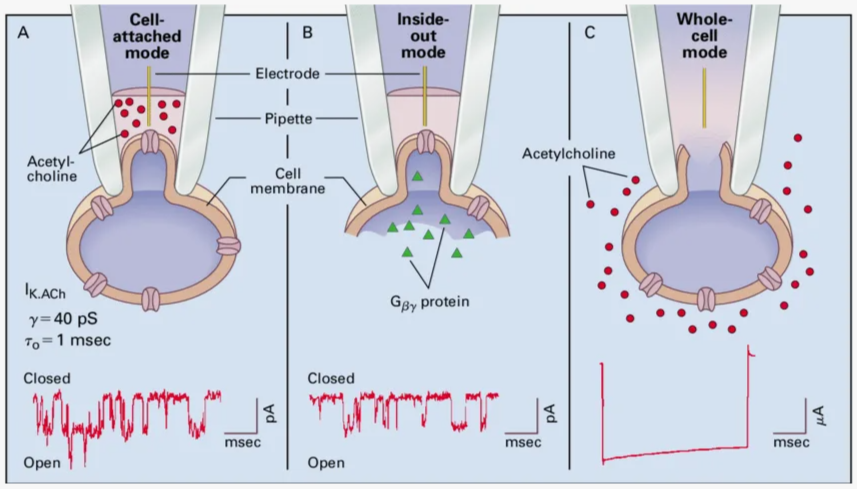 A
Cell-
attached
mode
B
Inside-
out
mode
C
Whole-
cell
mode
Electrode
Pipette
Acetyl-
choline
Cell
membrane
Acetylcholine
Gβγ protein
IK.ACh
γ=40 pS
τo=1 msec
Closed
Open
pA
msec
Closed
Open
pA
msec
μA
msec